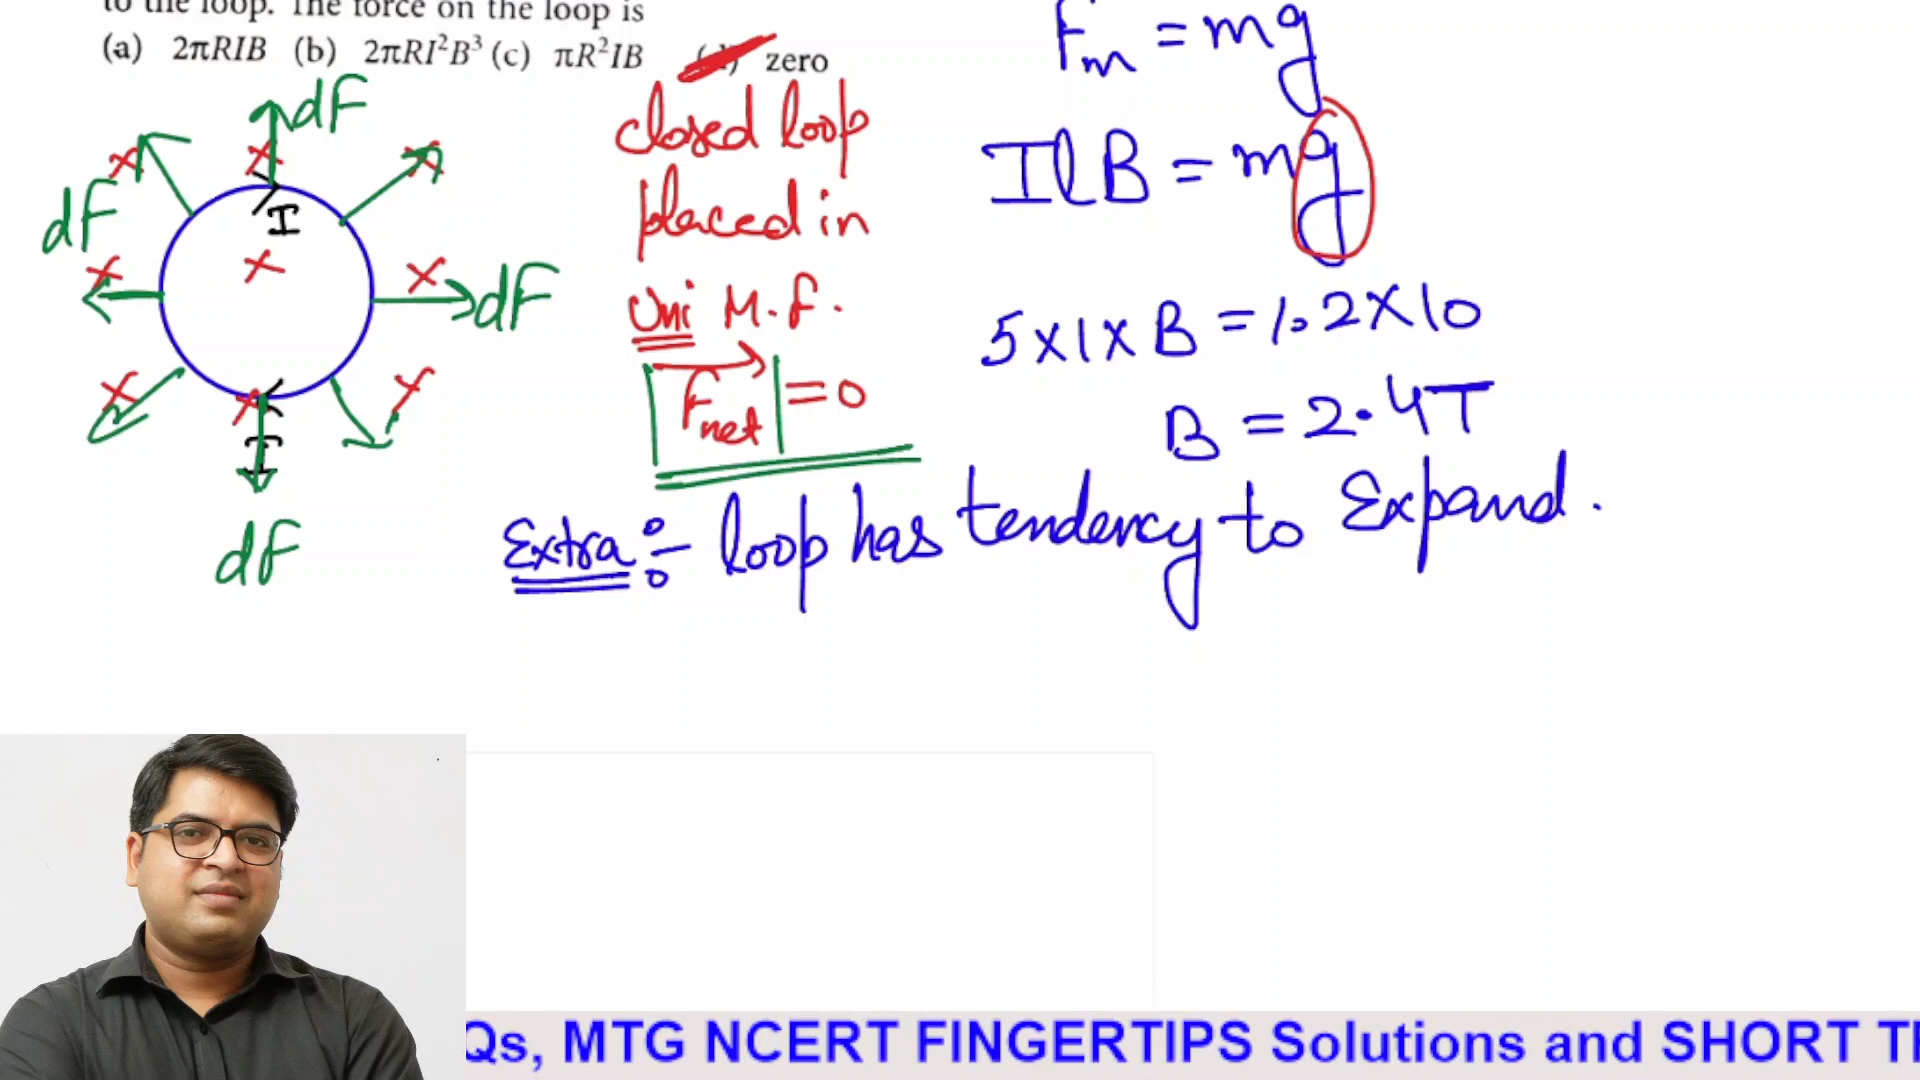 to the loop. The force on the loop is
(a) 2πRIB (b) 2πRI²B³ (c) πR²IB (d) zero
dF
dF
dF
dF
I
I
closed loop
placed in
Uni M.f.
Fnet = 0
Fm = mg
IlB = mg
5×1×B = 1.2×10
B = 2.4T
Extra :- loop has tendency to Expand.
Qs, MTG NCERT FINGERTIPS Solutions and SHORT T